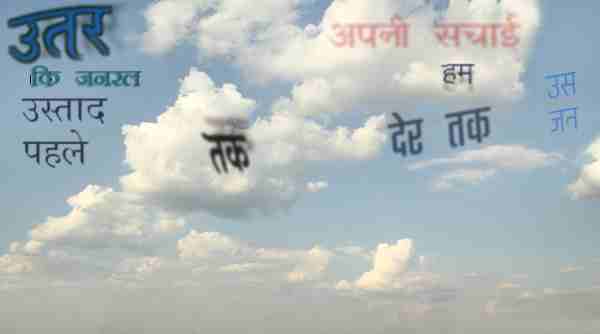 उतर
कि जनरल
उस्ताद
पहले
तक
अपनी सचाई
हम
देर तक
उस
जत